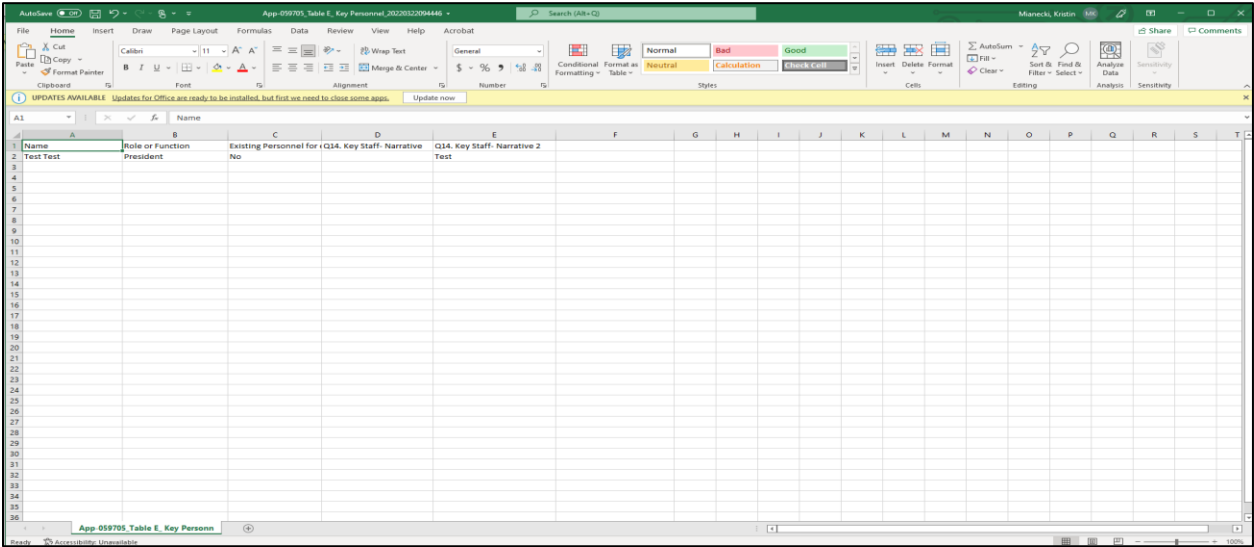 AutoSave Off App-059705_Table E_ Key Personnel_20220322094446 Search (Alt+Q) Mianecki, Kristin MK
File Home Insert Draw Page Layout Formulas Data Review View Help Acrobat Share Comments
Paste Cut Copy Format Painter Calibri 11 A A Wrap Text General Conditional Formatting Format as Table Normal Bad Good Insert Delete Format AutoSum Fill Clear Sort & Filter Find & Select Analyze Data Sensitivity
B I U A Merge & Center $ % Neutral Calculation Check Cell
Clipboard Font Alignment Number Styles Cells Editing Analysis Sensitivity
UPDATES AVAILABLE Updates for Office are ready to be installed, but first we need to close some apps. Update now
A1 fx Name
A B C D E F G H I J K L M N O P Q R S T
1 Name Role or Function Existing Personnel for Q14. Key Staff- Narrative Q14. Key Staff- Narrative 2
2 Test Test President No Test
3
4
5
6
7
8
9
10
11
12
13
14
15
16
17
18
19
20
21
22
23
24
25
26
27
28
29
30
31
32
33
34
35
36
App-059705_Table E_ Key Personn
Ready Accessibility: Unavailable 100%